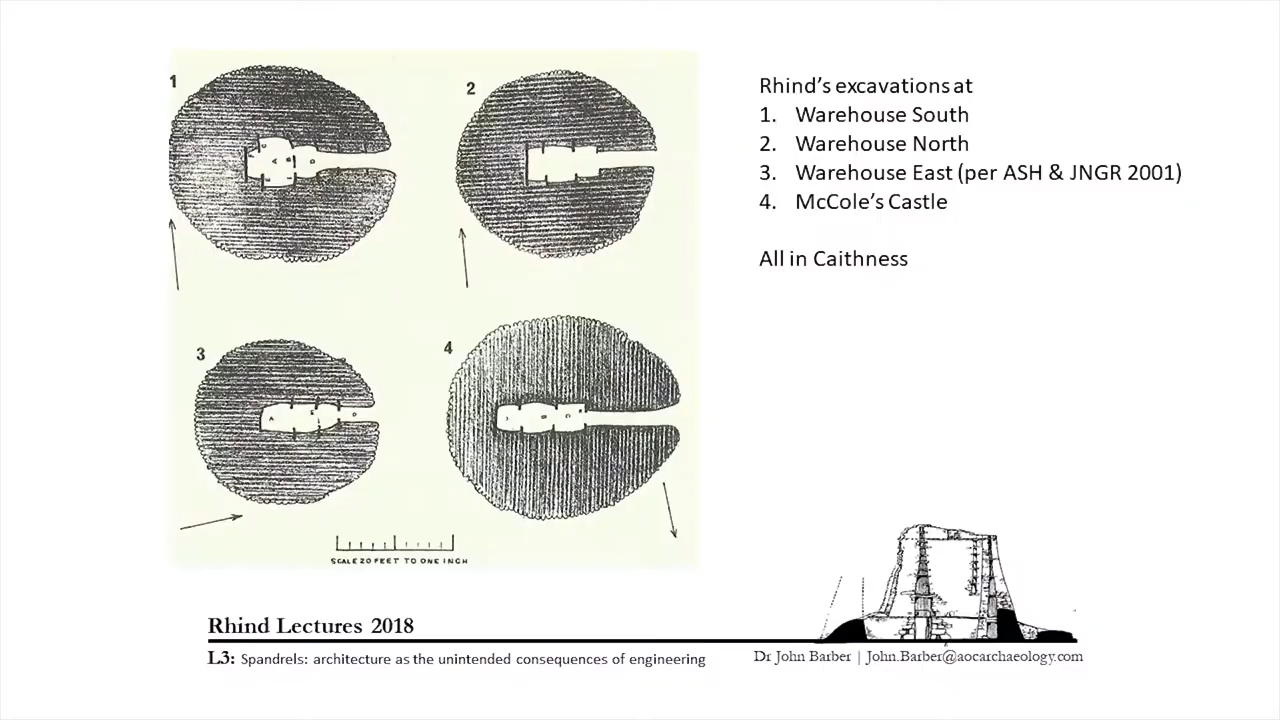 1
2
3
4
SCALE 20 FEET TO ONE INCH
Rhind's excavations at
1. Warehouse South
2. Warehouse North
3. Warehouse East (per ASH & JNGR 2001)
4. McCole's Castle
All in Caithness
Rhind Lectures 2018
L3: Spandrels: architecture as the unintended consequences of engineering
Dr John Barber | John.Barber@aocarchaeology.com